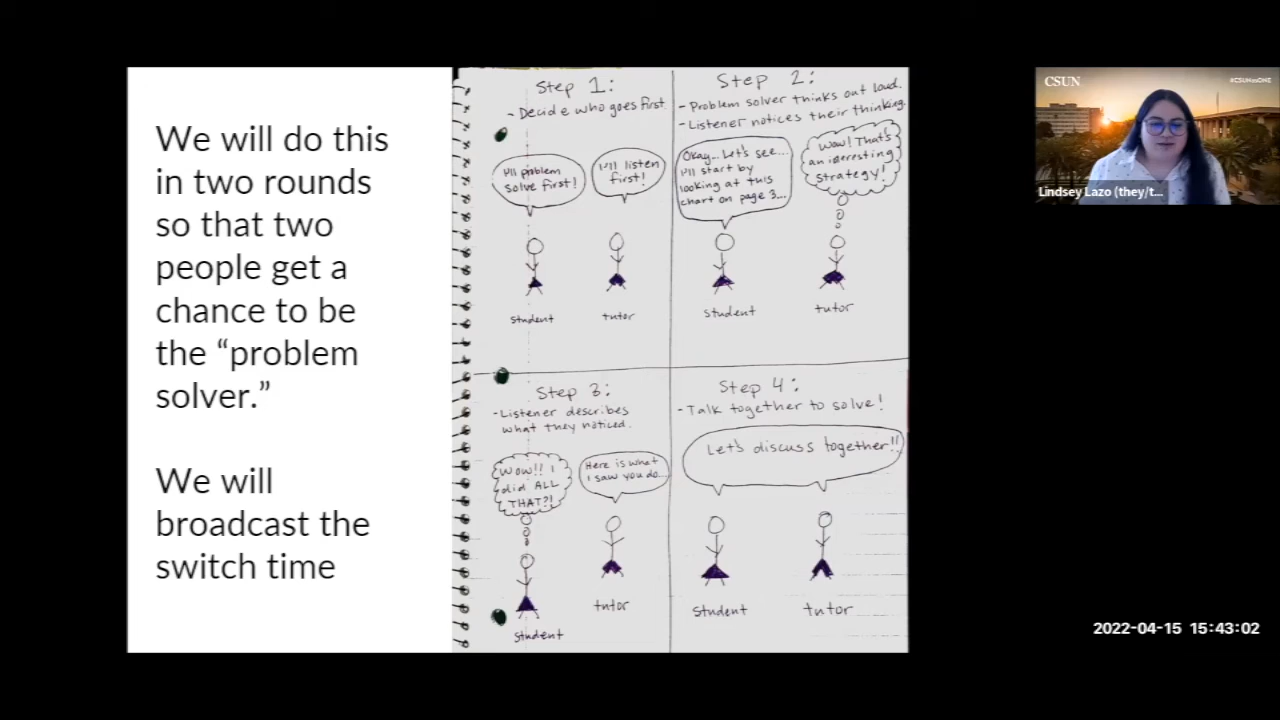 We will do this
in two rounds
so that two
people get a
chance to be
the “problem
solver.”
We will
broadcast the
switch time
Step 1:
- Decide who goes first.
I'll problem
solve first!
I'll listen
first!
student
tutor
Step 2:
- Problem solver thinks out loud.
- Listener notices their thinking.
Okay... Let's see...
I'll start by
looking at this
chart on page 3...
Wow! That's
an interesting
strategy!
student
tutor
Step 3:
- Listener describes
what they noticed.
Wow!! I
did ALL
THAT?!
Here is what
I saw you do...
student
tutor
Step 4:
- Talk together to solve!
Let's discuss together!!
student
tutor
CSUN
#CSUNasONE
Lindsey Lazo (they/t...
2022-04-15 15:43:02